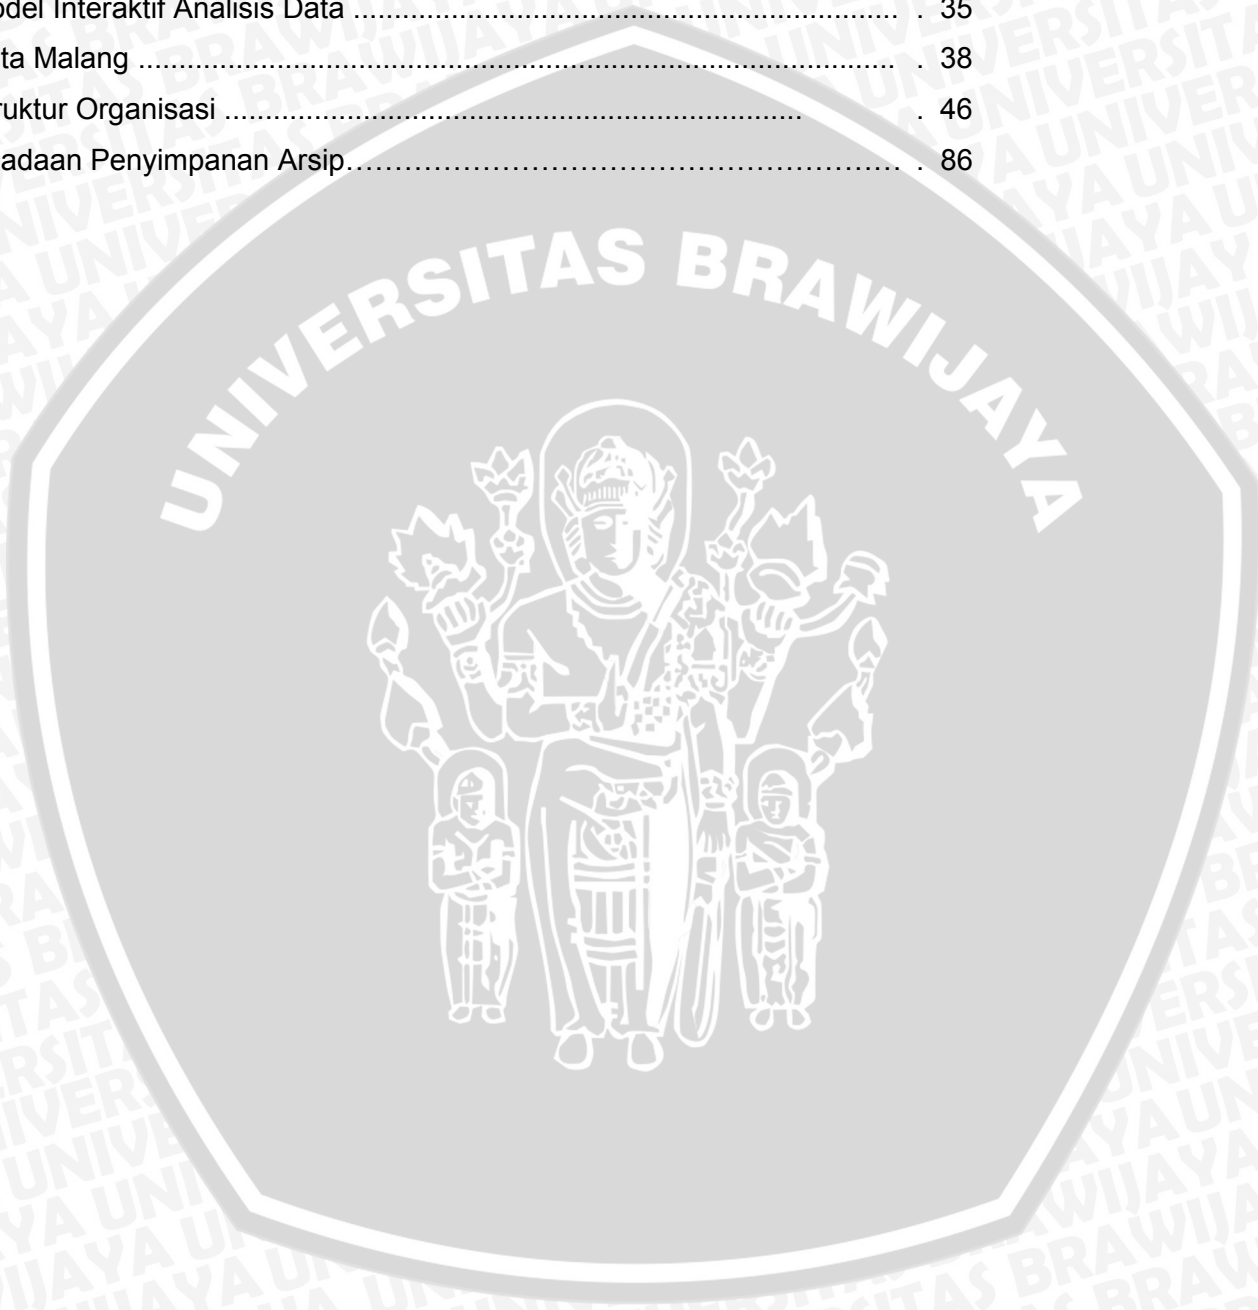 odel Interaktif Analisis Data ................................................................................ . 35
ta Malang ............................................................................................................... . 38
ruktur Organisasi ..................................................................................... . 46
adaan Penyimpanan Arsip…………………………………………………………… . 86
UNIVERSITAS BRAWIJAYA